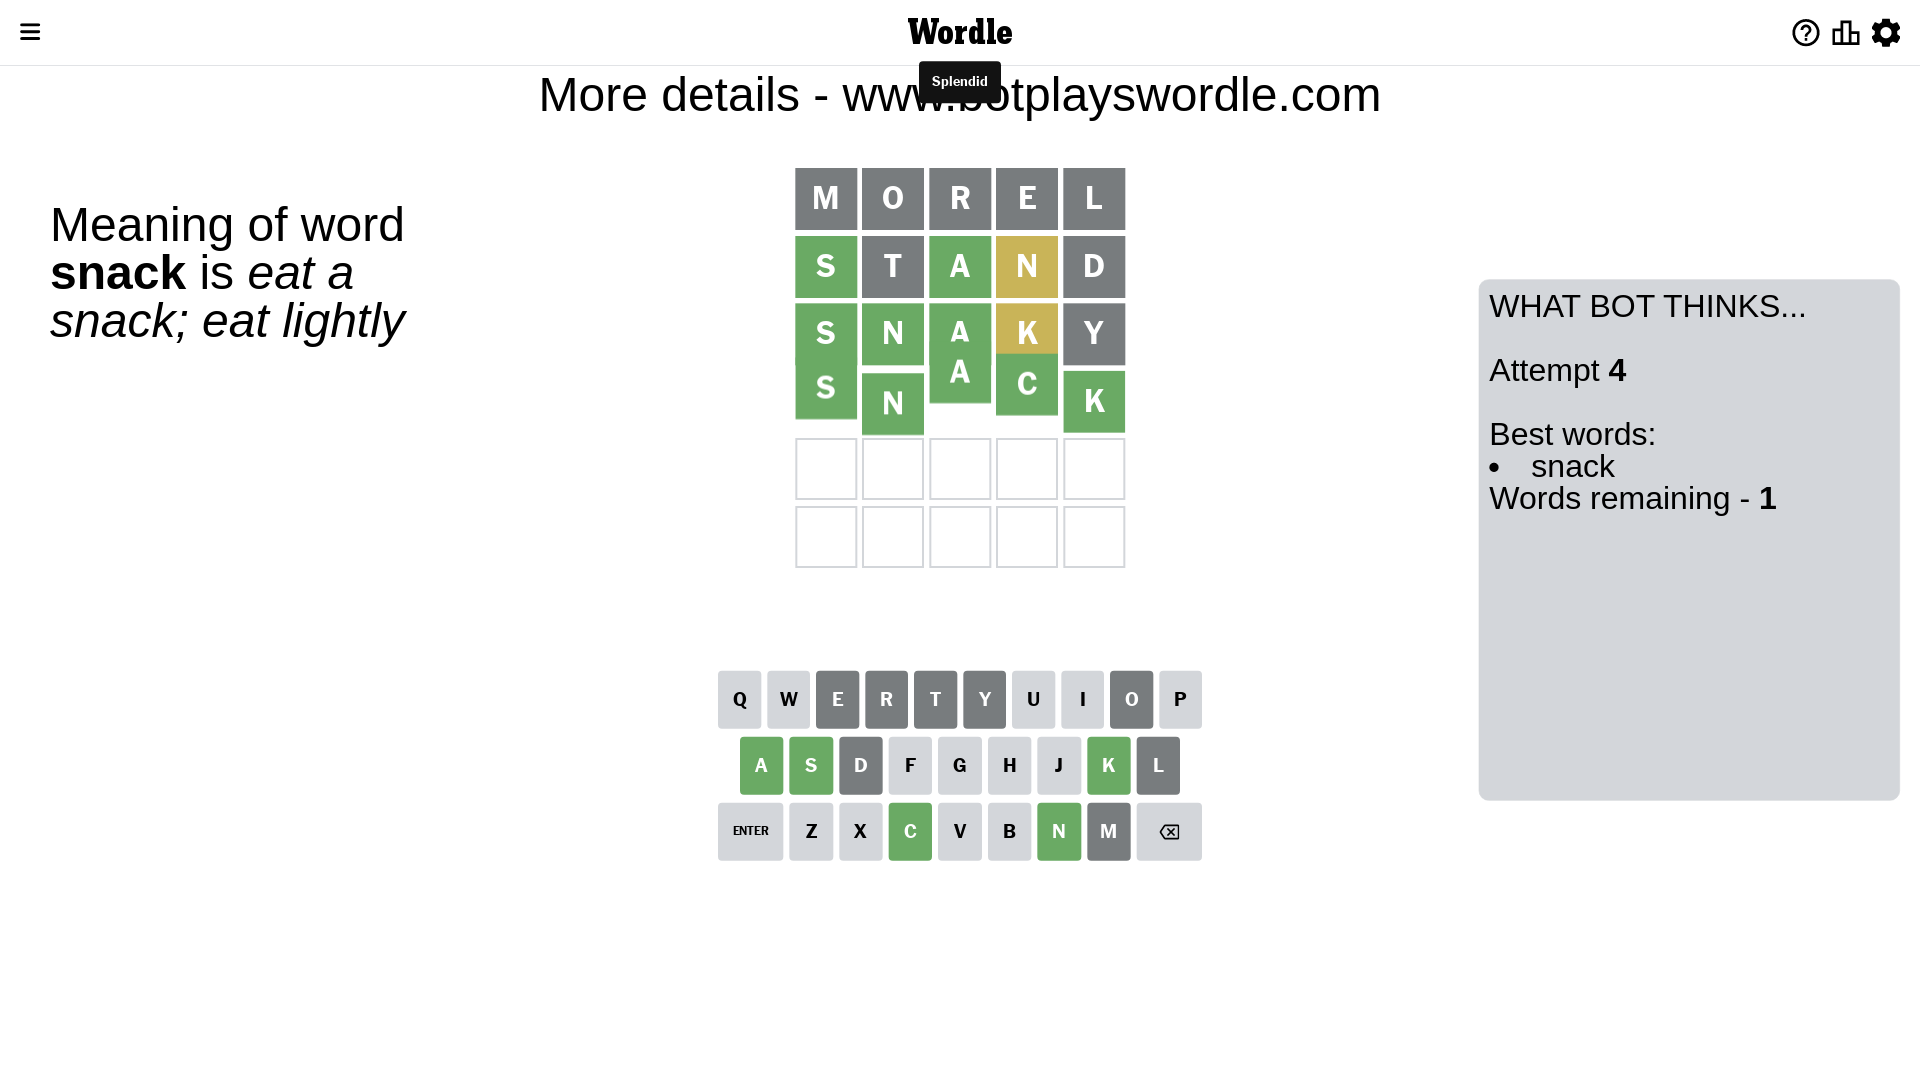 Wordle
Splendid
More details - www.botplayswordle.com
Meaning of word
snack is eat a
snack; eat lightly
M O R E L
S T A N D
S N A K Y
S N A C K
WHAT BOT THINKS...
Attempt 4
Best words:
• snack
Words remaining - 1
Q W E R T Y U I O P
A S D F G H J K L
ENTER Z X C V B N M